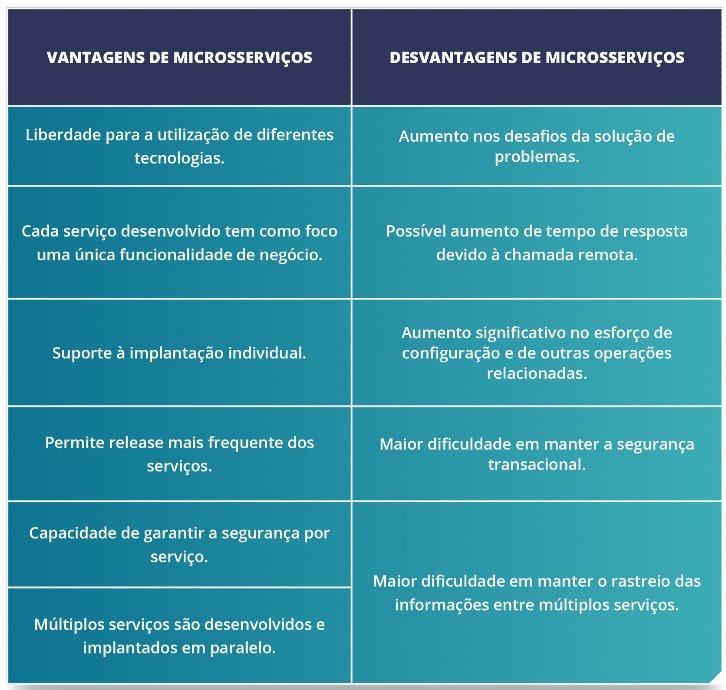 VANTAGENS DE MICROSSERVIÇOS
DESVANTAGENS DE MICROSSERVIÇOS
Liberdade para a utilização de diferentes
tecnologias.
Aumento nos desafios da solução de
problemas.
Cada serviço desenvolvido tem como foco
uma única funcionalidade de negócio.
Possível aumento de tempo de resposta
devido à chamada remota.
Suporte à implantação individual.
Aumento significativo no esforço de
configuração e de outras operações
relacionadas.
Permite release mais frequente dos
serviços.
Maior dificuldade em manter a segurança
transacional.
Capacidade de garantir a segurança por
serviço.
Maior dificuldade em manter o rastreio das
informações entre múltiplos serviços.
Múltiplos serviços são desenvolvidos e
implantados em paralelo.